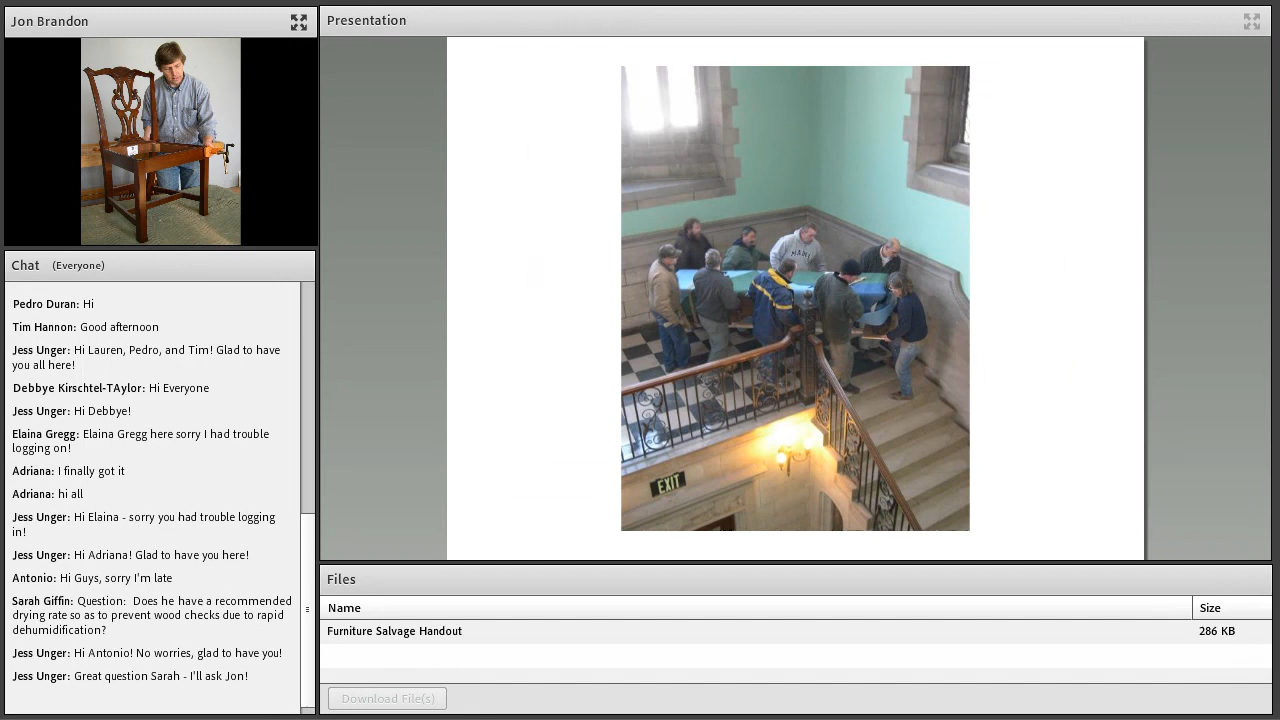 Jon Brandon
Presentation
Chat (Everyone)
Pedro Duran: Hi
Tim Hannon: Good afternoon
Jess Unger: Hi Lauren, Pedro, and Tim! Glad to have
you all here!
Debbye Kirschtel-TAylor: Hi Everyone
Jess Unger: Hi Debbye!
Elaina Gregg: Elaina Gregg here sorry I had trouble
logging on!
Adriana: I finally got it
Adriana: hi all
Jess Unger: Hi Elaina - sorry you had trouble logging
in!
Jess Unger: Hi Adriana! Glad to have you here!
Antonio: Hi Guys, sorry I'm late
Sarah Giffin: Question:  Does he have a recommended
drying rate so as to prevent wood checks due to rapid
dehumidification?
Jess Unger: Hi Antonio! No worries, glad to have you!
Jess Unger: Great question Sarah - I'll ask Jon!
MIAMI
EXIT
Files
Name Size
Furniture Salvage Handout 286 KB
Download File(s)